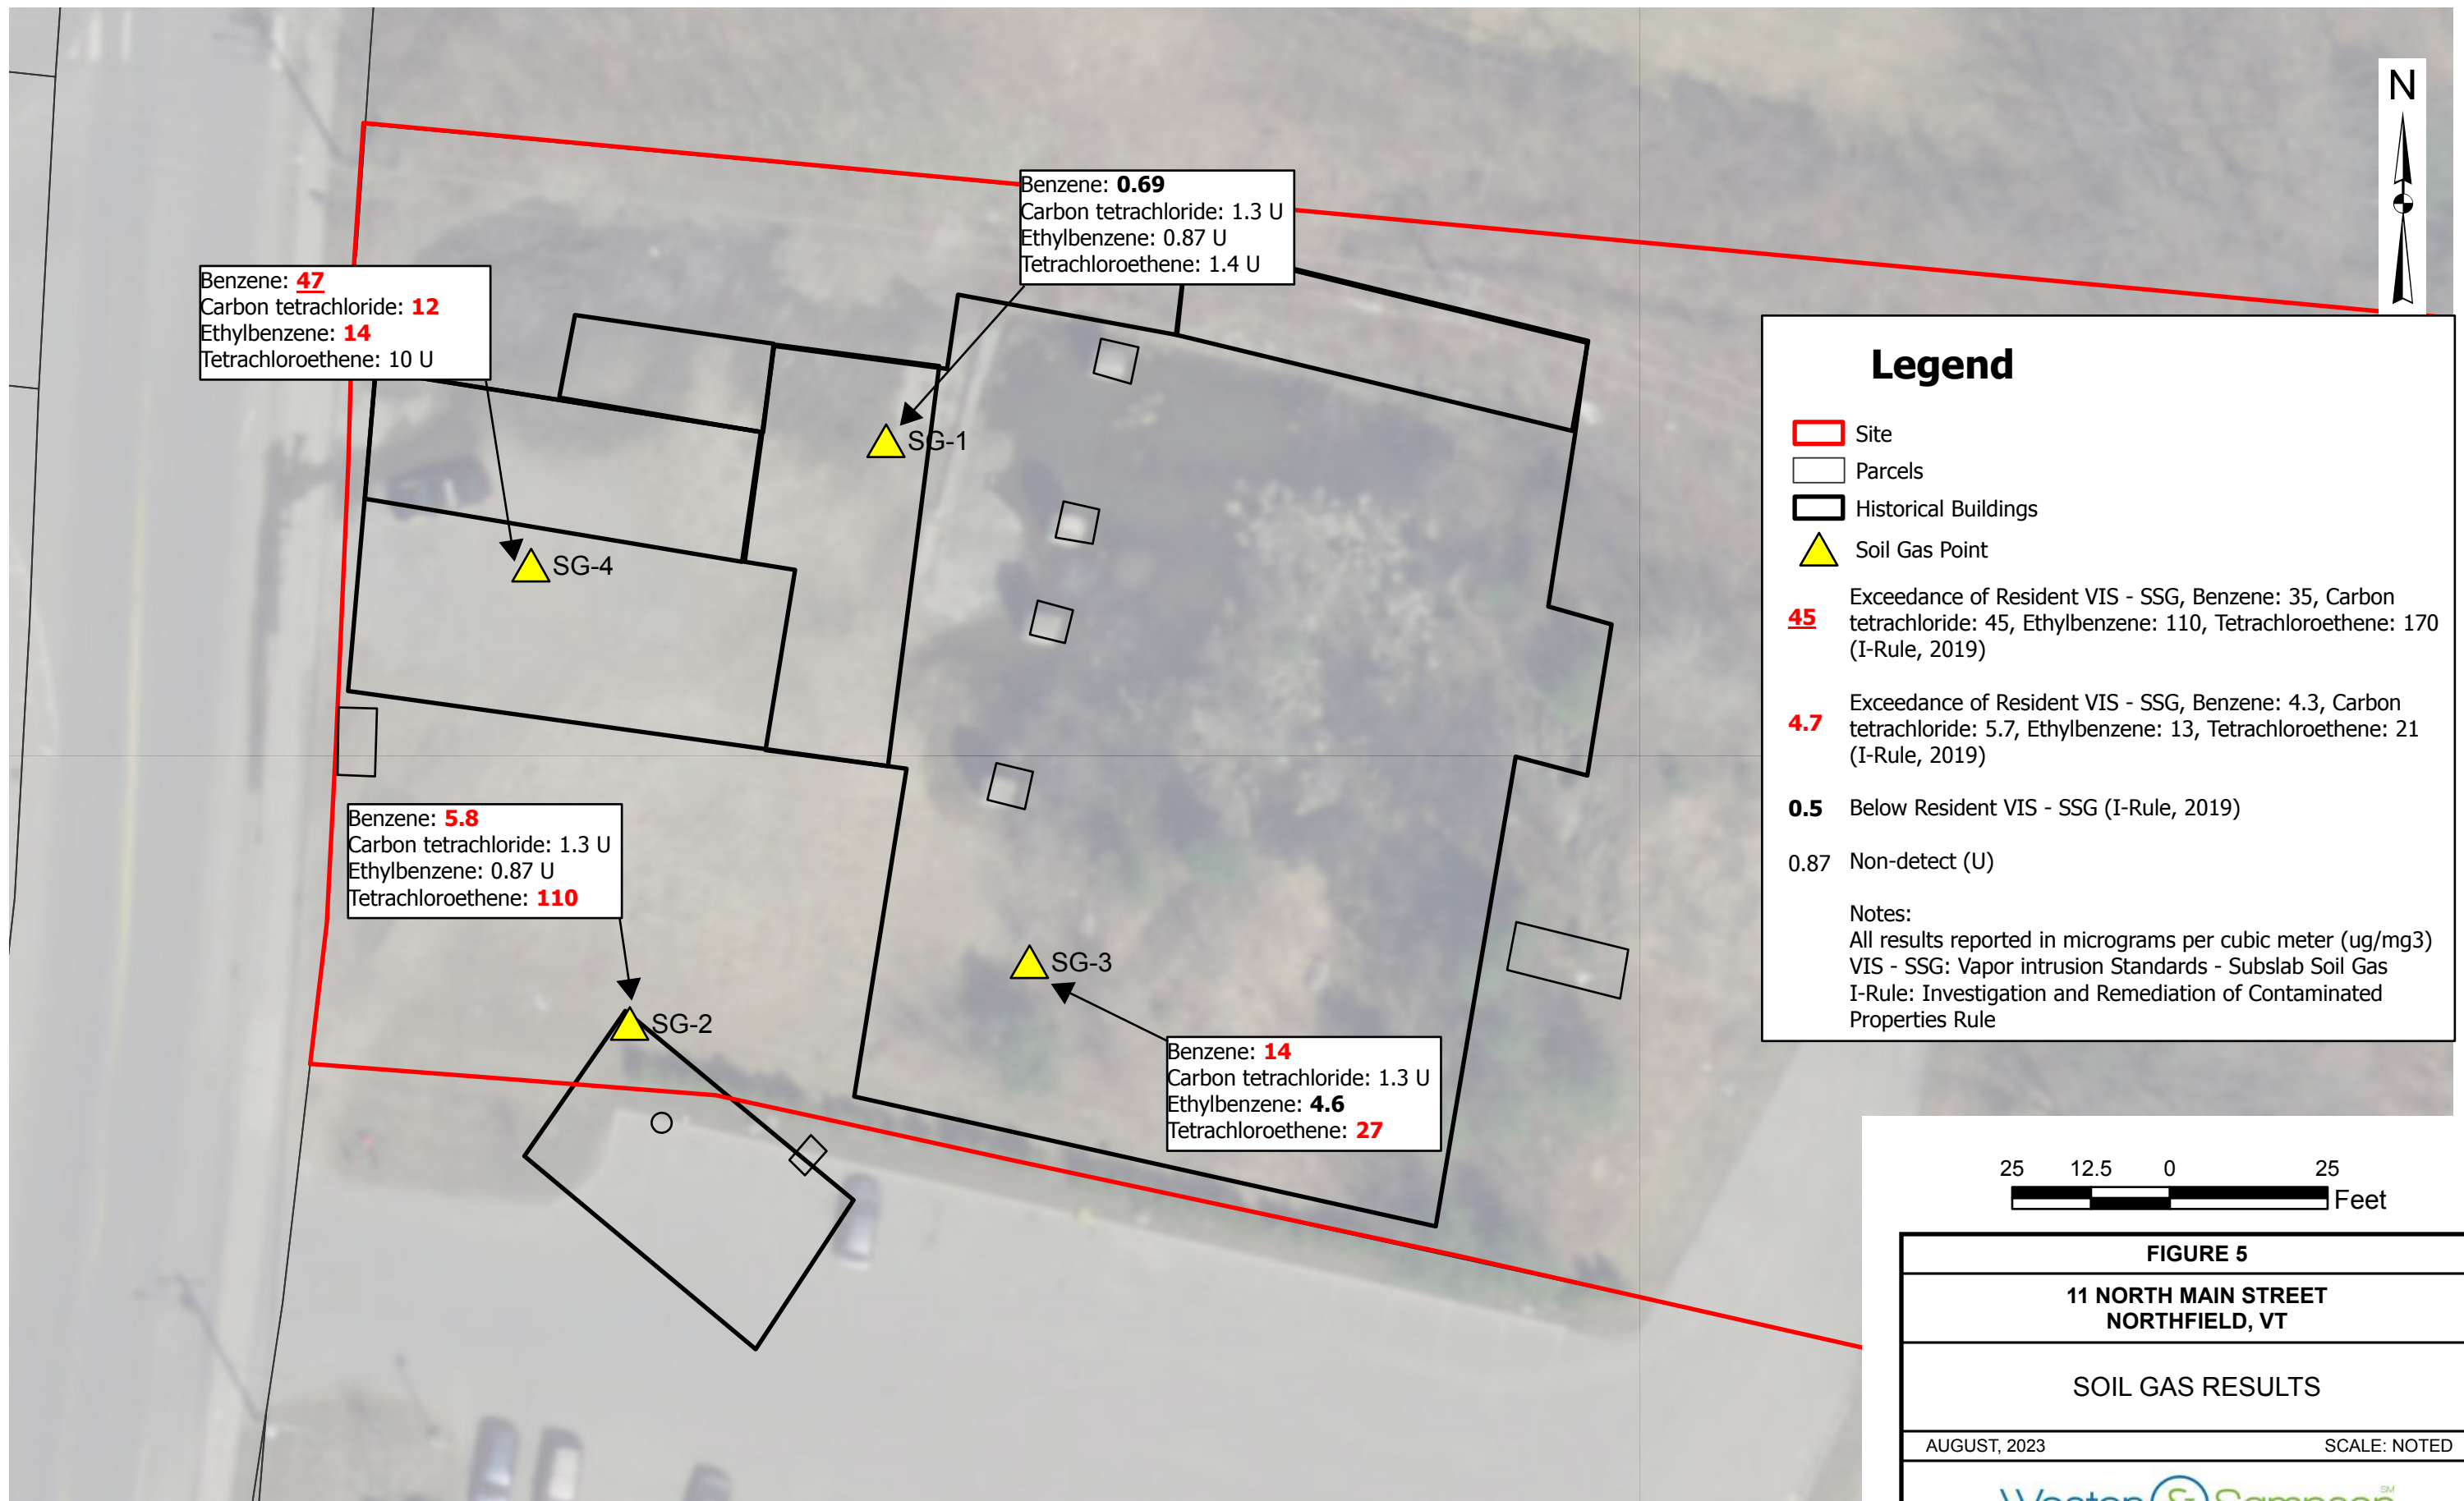 N
Benzene: 0.69
Carbon tetrachloride: 1.3 U
Ethylbenzene: 0.87 U
Tetrachloroethene: 1.4 U
Benzene: 47
Carbon tetrachloride: 12
Ethylbenzene: 14
Tetrachloroethene: 10 U
SG-1
SG-4
Benzene: 5.8
Carbon tetrachloride: 1.3 U
Ethylbenzene: 0.87 U
Tetrachloroethene: 110
SG-3
SG-2
Benzene: 14
Carbon tetrachloride: 1.3 U
Ethylbenzene: 4.6
Tetrachloroethene: 27
Legend
Site
Parcels
Historical Buildings
Soil Gas Point
45 Exceedance of Resident VIS - SSG, Benzene: 35, Carbon
tetrachloride: 45, Ethylbenzene: 110, Tetrachloroethene: 170
(I-Rule, 2019)
4.7 Exceedance of Resident VIS - SSG, Benzene: 4.3, Carbon
tetrachloride: 5.7, Ethylbenzene: 13, Tetrachloroethene: 21
(I-Rule, 2019)
0.5 Below Resident VIS - SSG (I-Rule, 2019)
0.87 Non-detect (U)
Notes:
All results reported in micrograms per cubic meter (ug/mg3)
VIS - SSG: Vapor intrusion Standards - Subslab Soil Gas
I-Rule: Investigation and Remediation of Contaminated
Properties Rule
25 12.5 0 25
Feet
FIGURE 5
11 NORTH MAIN STREET
NORTHFIELD, VT
SOIL GAS RESULTS
AUGUST, 2023 SCALE: NOTED
Weston & Sampson SM